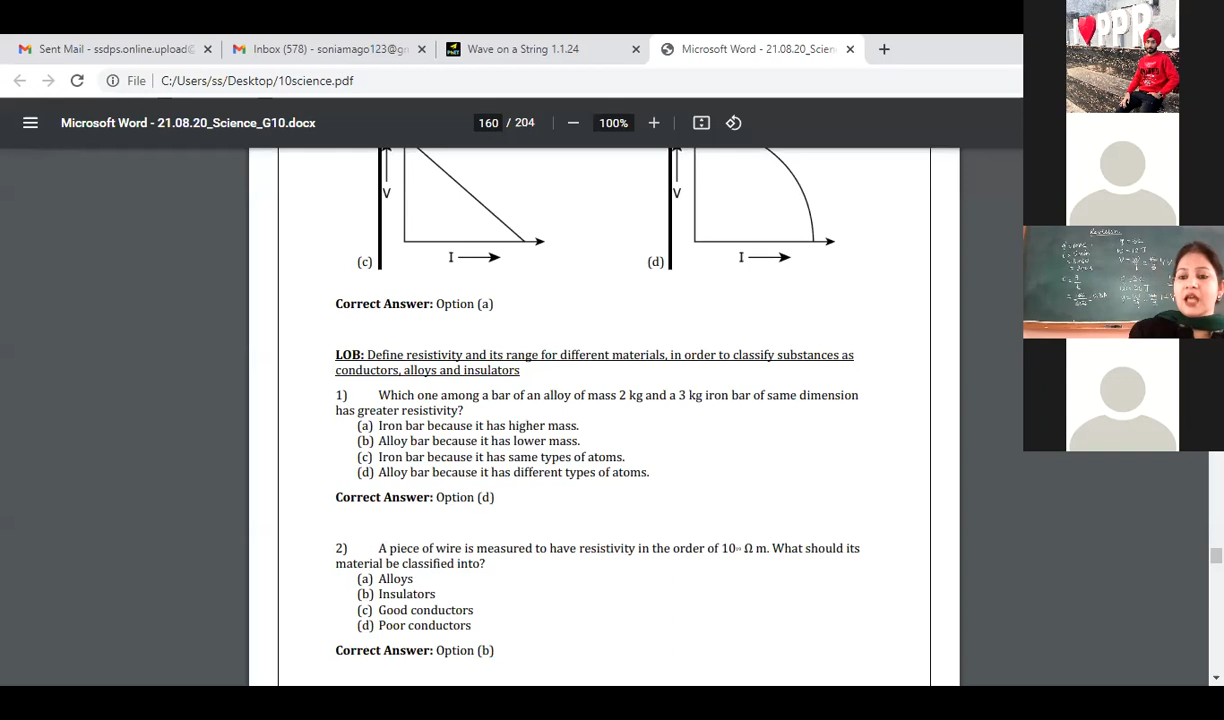 Sent Mail - ssdps.online.upload@
Inbox (578) - soniamago123@gm
Wave on a String 1.1.24
Microsoft Word - 21.08.20_Scien
File
C:/Users/ss/Desktop/10science.pdf
Microsoft Word - 21.08.20_Science_G10.docx
160 / 204
100%
V
I
(c)
V
I
(d)
Correct Answer: Option (a)
LOB: Define resistivity and its range for different materials, in order to classify substances as
conductors, alloys and insulators
1) Which one among a bar of an alloy of mass 2 kg and a 3 kg iron bar of same dimension
has greater resistivity?
(a) Iron bar because it has higher mass.
(b) Alloy bar because it has lower mass.
(c) Iron bar because it has same types of atoms.
(d) Alloy bar because it has different types of atoms.
Correct Answer: Option (d)
2) A piece of wire is measured to have resistivity in the order of 10 Ω m. What should its
material be classified into?
(a) Alloys
(b) Insulators
(c) Good conductors
(d) Poor conductors
Correct Answer: Option (b)
Revision